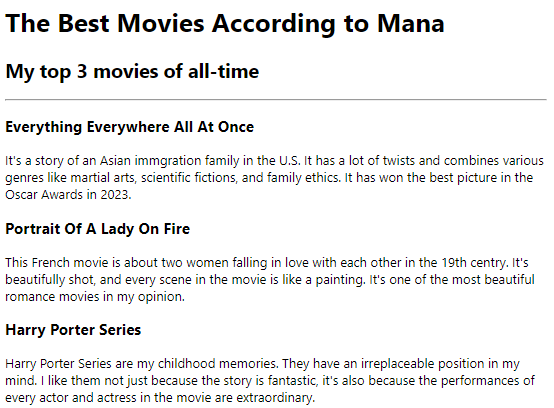 The Best Movies According to Mana
My top 3 movies of all-time
Everything Everywhere All At Once
It's a story of an Asian immgration family in the U.S. It has a lot of twists and combines various
genres like martial arts, scientific fictions, and family ethics. It has won the best picture in the
Oscar Awards in 2023.
Portrait Of A Lady On Fire
This French movie is about two women falling in love with each other in the 19th centry. It's
beautifully shot, and every scene in the movie is like a painting. It's one of the most beautiful
romance movies in my opinion.
Harry Porter Series
Harry Porter Series are my childhood memories. They have an irreplaceable position in my
mind. I like them not just because the story is fantastic, it's also because the performances of
every actor and actress in the movie are extraordinary.